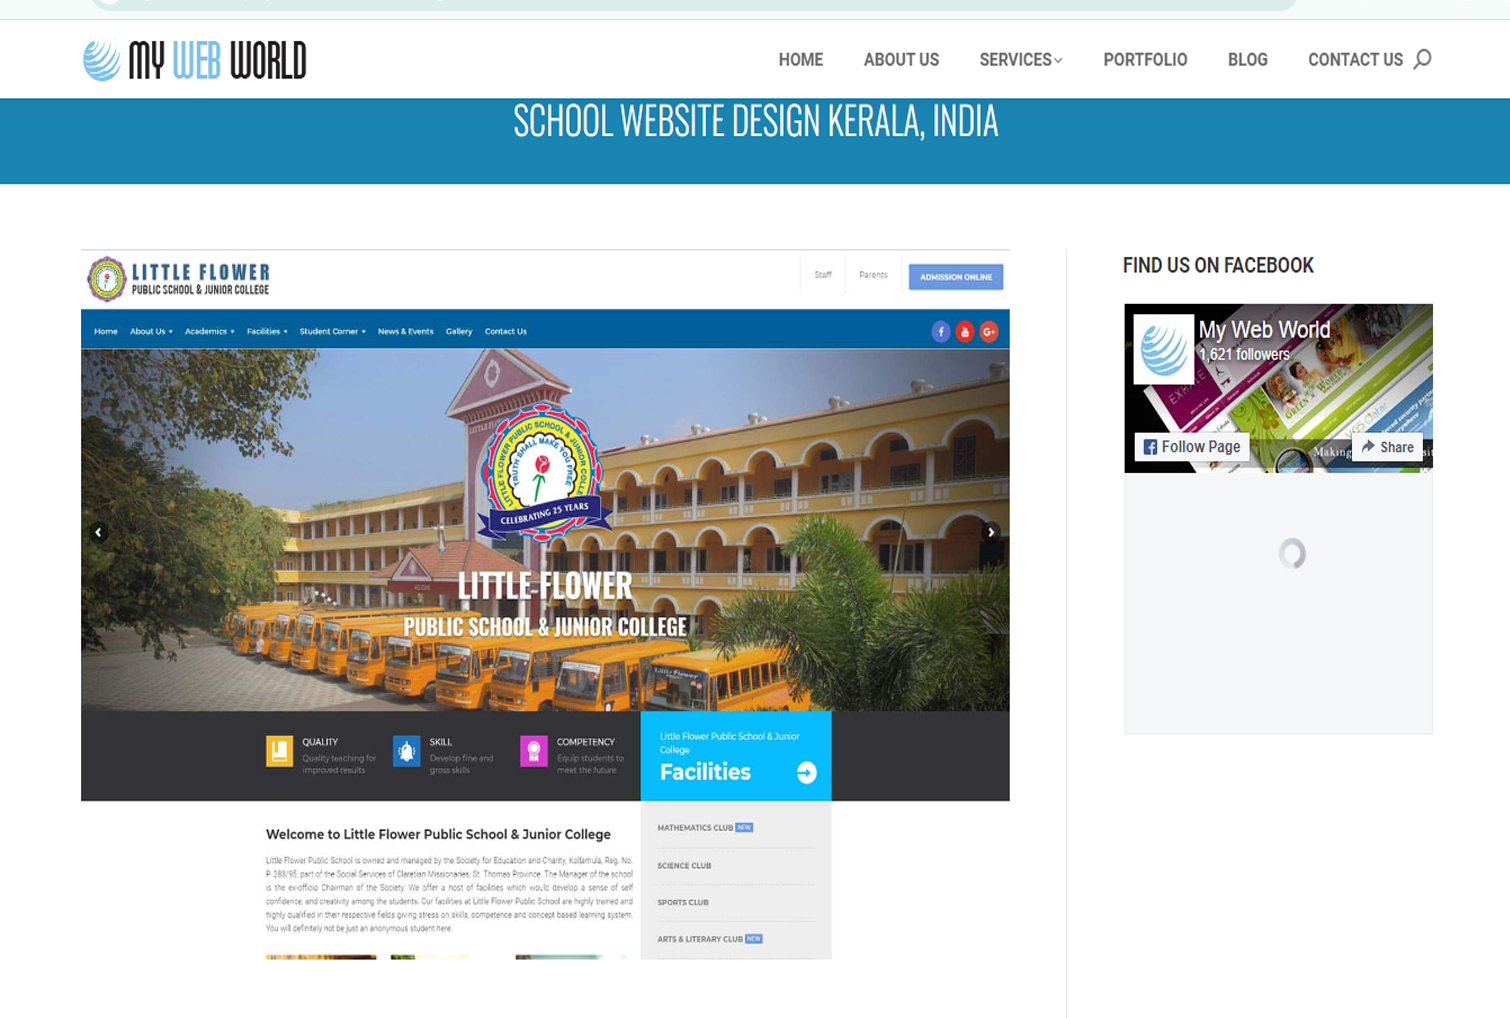 MY WEB WORLD
HOME ABOUT US SERVICES PORTFOLIO BLOG CONTACT US
SCHOOL WEBSITE DESIGN KERALA, INDIA
LITTLE FLOWER
PUBLIC SCHOOL & JUNIOR COLLEGE
Staff Parents ADMISSION ONLINE
Home About Us Academics Facilities Student Corner News & Events Gallery Contact Us
LITTLE FLOWER PUBLIC SCHOOL & JUNIOR COLLEGE
TRUTH SHALL MAKE YOU FREE
CELEBRATING 25 YEARS
WELCOME
LITTLE FLOWER
PUBLIC SCHOOL & JUNIOR COLLEGE
Little Flower
QUALITY
Quality teaching for
improved results
SKILL
Develop fine and
gross skills
COMPETENCY
Equip students to
meet the future
Little Flower Public School & Junior
College
Facilities
Welcome to Little Flower Public School & Junior College
Little Flower Public School is owned and managed by the Society for Education and Charity, Kollamula, Reg. No.
P. 288/95, part of the Social Services of Claretian Missionaries, St. Thomas Province. The Manager of the school
is the ex-officio Chairman of the Society. We offer a host of facilities which would develop a sense of self
confidence, and creativity among the students. Our facilities at Little Flower Public School are highly trained and
highly qualified in their respective fields giving stress on skills, competence and concept based learning system.
You will definitely not be just an anonymous student here.
MATHEMATICS CLUB NEW
SCIENCE CLUB
SPORTS CLUB
ARTS & LITERARY CLUB NEW
FIND US ON FACEBOOK
My Web World
1,621 followers
EXHALE
GREEN WORLD
Follow Page
Making
Share